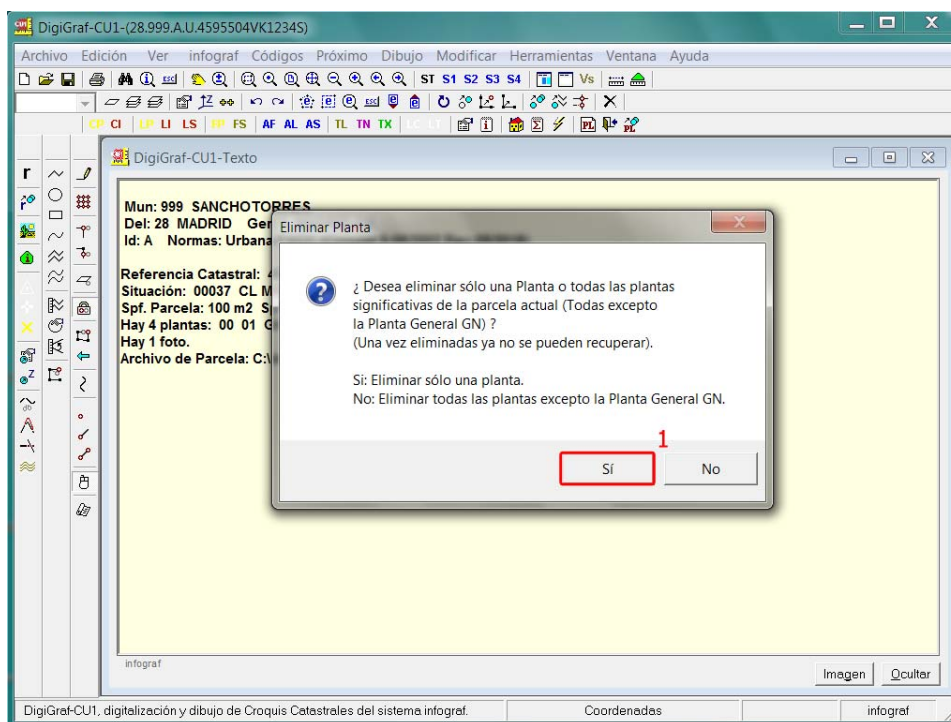 DigiGraf-CU1-(28.999.A.U.4595504VK1234S)
Archivo Edición Ver infograf Códigos Próximo Dibujo Modificar Herramientas Ventana Ayuda
ST S1 S2 S3 S4 Vs
CP CI LP LI LS FP FS AF AL AS TL TN TX LC LT PL PL
DigiGraf-CU1-Texto
Mun: 999 SANCHOTORRES
Del: 28 MADRID
Id: A Normas: Urbana
Referencia Catastral:
Situación: 00037 CL
Spf. Parcela: 100 m2
Hay 4 plantas: 00 01
Hay 1 foto.
Archivo de Parcela: C:\
Eliminar Planta
¿ Desea eliminar sólo una Planta o todas las plantas
significativas de la parcela actual (Todas excepto
la Planta General GN) ?
(Una vez eliminadas ya no se pueden recuperar).
Si: Eliminar sólo una planta.
No: Eliminar todas las plantas excepto la Planta General GN.
1
Sí No
infograf
Imagen Ocultar
DigiGraf-CU1, digitalización y dibujo de Croquis Catastrales del sistema infograf. Coordenadas infograf